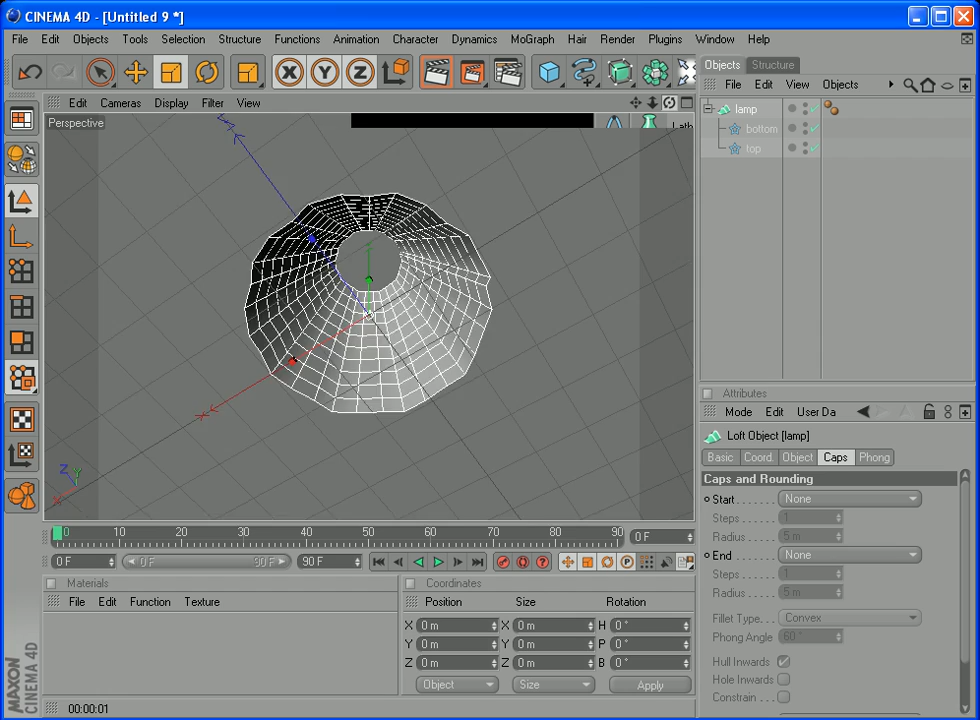 CINEMA 4D - [Untitled 9 *]
File Edit Objects Tools Selection Structure Functions Animation Character Dynamics MoGraph Hair Render Plugins Window Help
X Y Z
Objects Structure
File Edit View Objects
Edit Cameras Display Filter View
Perspective
lamp
bottom
top
Z Y
X
Attributes
Mode Edit User Da
Loft Object [lamp]
Basic Coord. Object Caps Phong
Caps and Rounding
Start None
Steps 1
Radius 5 m
End None
Steps 1
Radius 5 m
Fillet Type Convex
Phong Angle 60 °
Hull Inwards
Hole Inwards
Constrain
0 10 20 30 40 50 60 70 80 90 0 F
0 F 0 F 90 F 90 F
Materials
File Edit Function Texture
Coordinates
Position Size Rotation
X 0 m X 0 m H 0 °
Y 0 m Y 0 m P 0 °
Z 0 m Z 0 m B 0 °
Object Size Apply
MAXON
CINEMA 4D
00:00:01